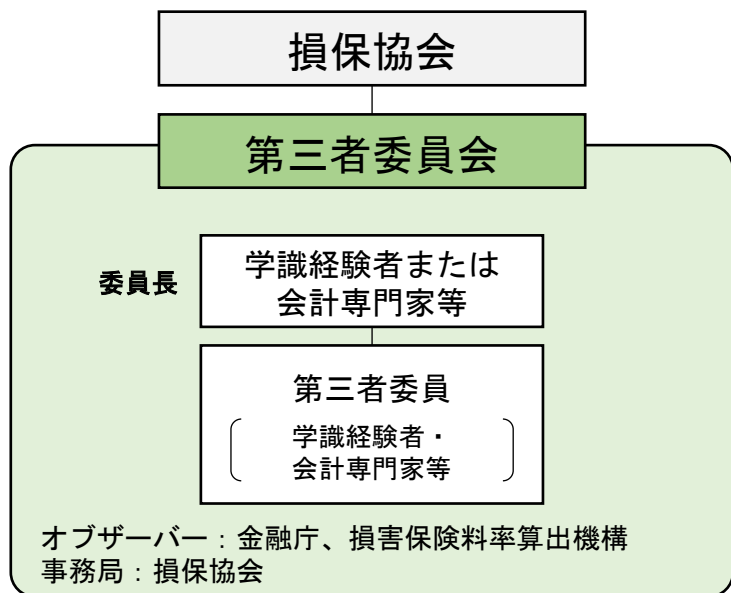 損保協会
第三者委員会
委員長
学識経験者または
会計専門家等
第三者委員
学識経験者・
会計専門家等
オブザーバー：金融庁、損害保険料率算出機構
事務局：損保協会